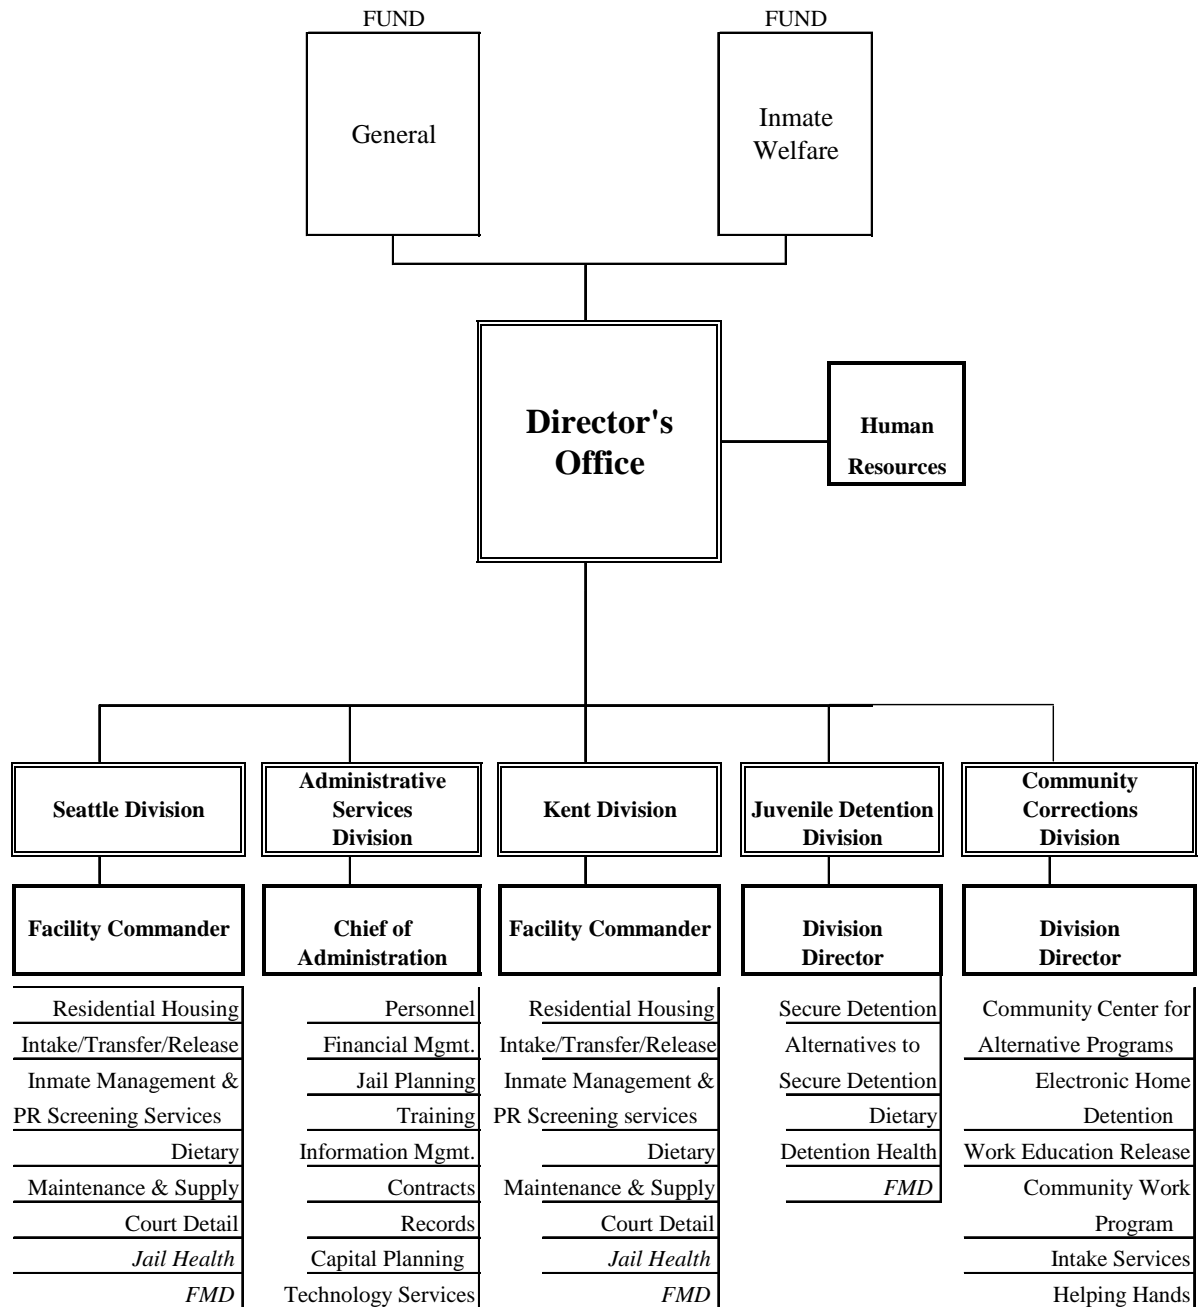 FUND
FUND
General
Inmate
Welfare
Director's
Office
Human
Resources
Seattle Division
Administrative
Services
Division
Kent Division
Juvenile Detention
Division
Community
Corrections
Division
Facility Commander
Chief of
Administration
Facility Commander
Division
Director
Division
Director
Residential Housing
Intake/Transfer/Release
Inmate Management &
PR Screening Services
Dietary
Maintenance & Supply
Court Detail
Jail Health
FMD
Personnel
Financial Mgmt.
Jail Planning
Training
Information Mgmt.
Contracts
Records
Capital Planning
Technology Services
Residential Housing
Intake/Transfer/Release
Inmate Management &
PR Screening services
Dietary
Maintenance & Supply
Court Detail
Jail Health
FMD
Secure Detention
Alternatives to
Secure Detention
Dietary
Detention Health
FMD
Community Center for
Alternative Programs
Electronic Home
Detention
Work Education Release
Community Work
Program
Intake Services
Helping Hands